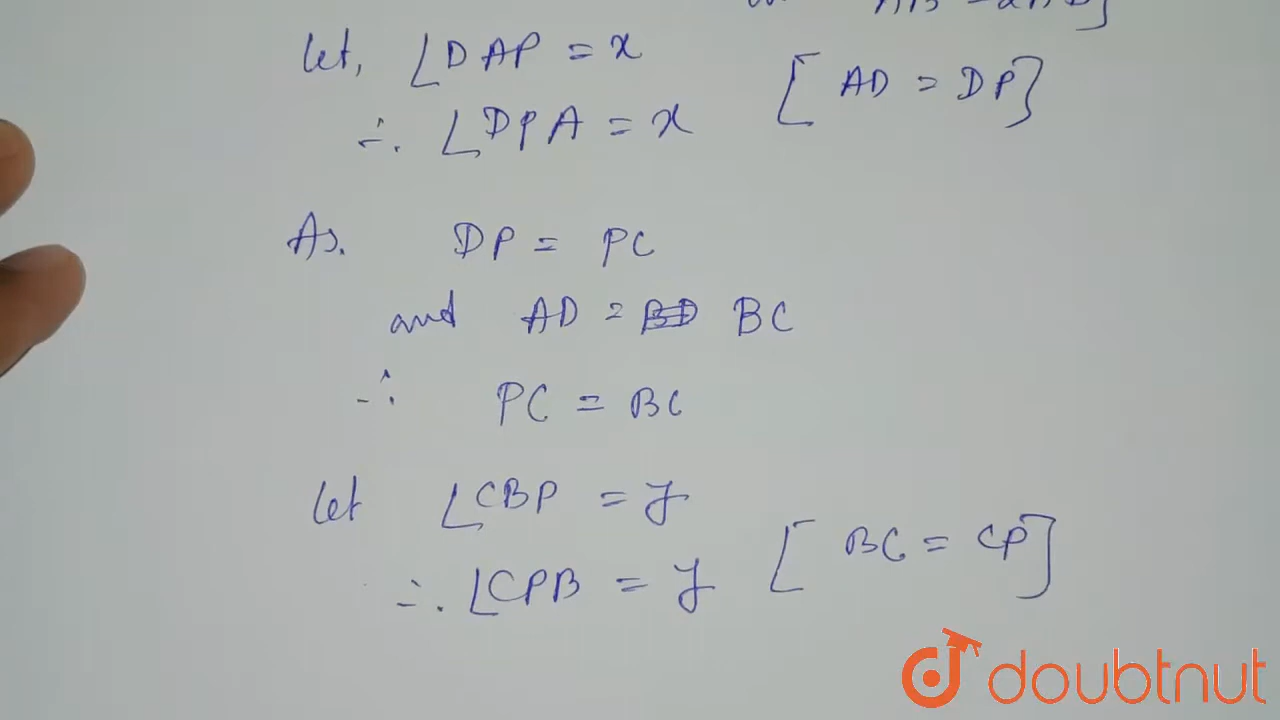 let, ∠DAP = x
[AD = DP]
∴ ∠DPA = x
As. DP = PC
and AD = BC
∴ PC = BC
let ∠CBP = y
[BC = CP]
∴ ∠CPB = y
doubtnut